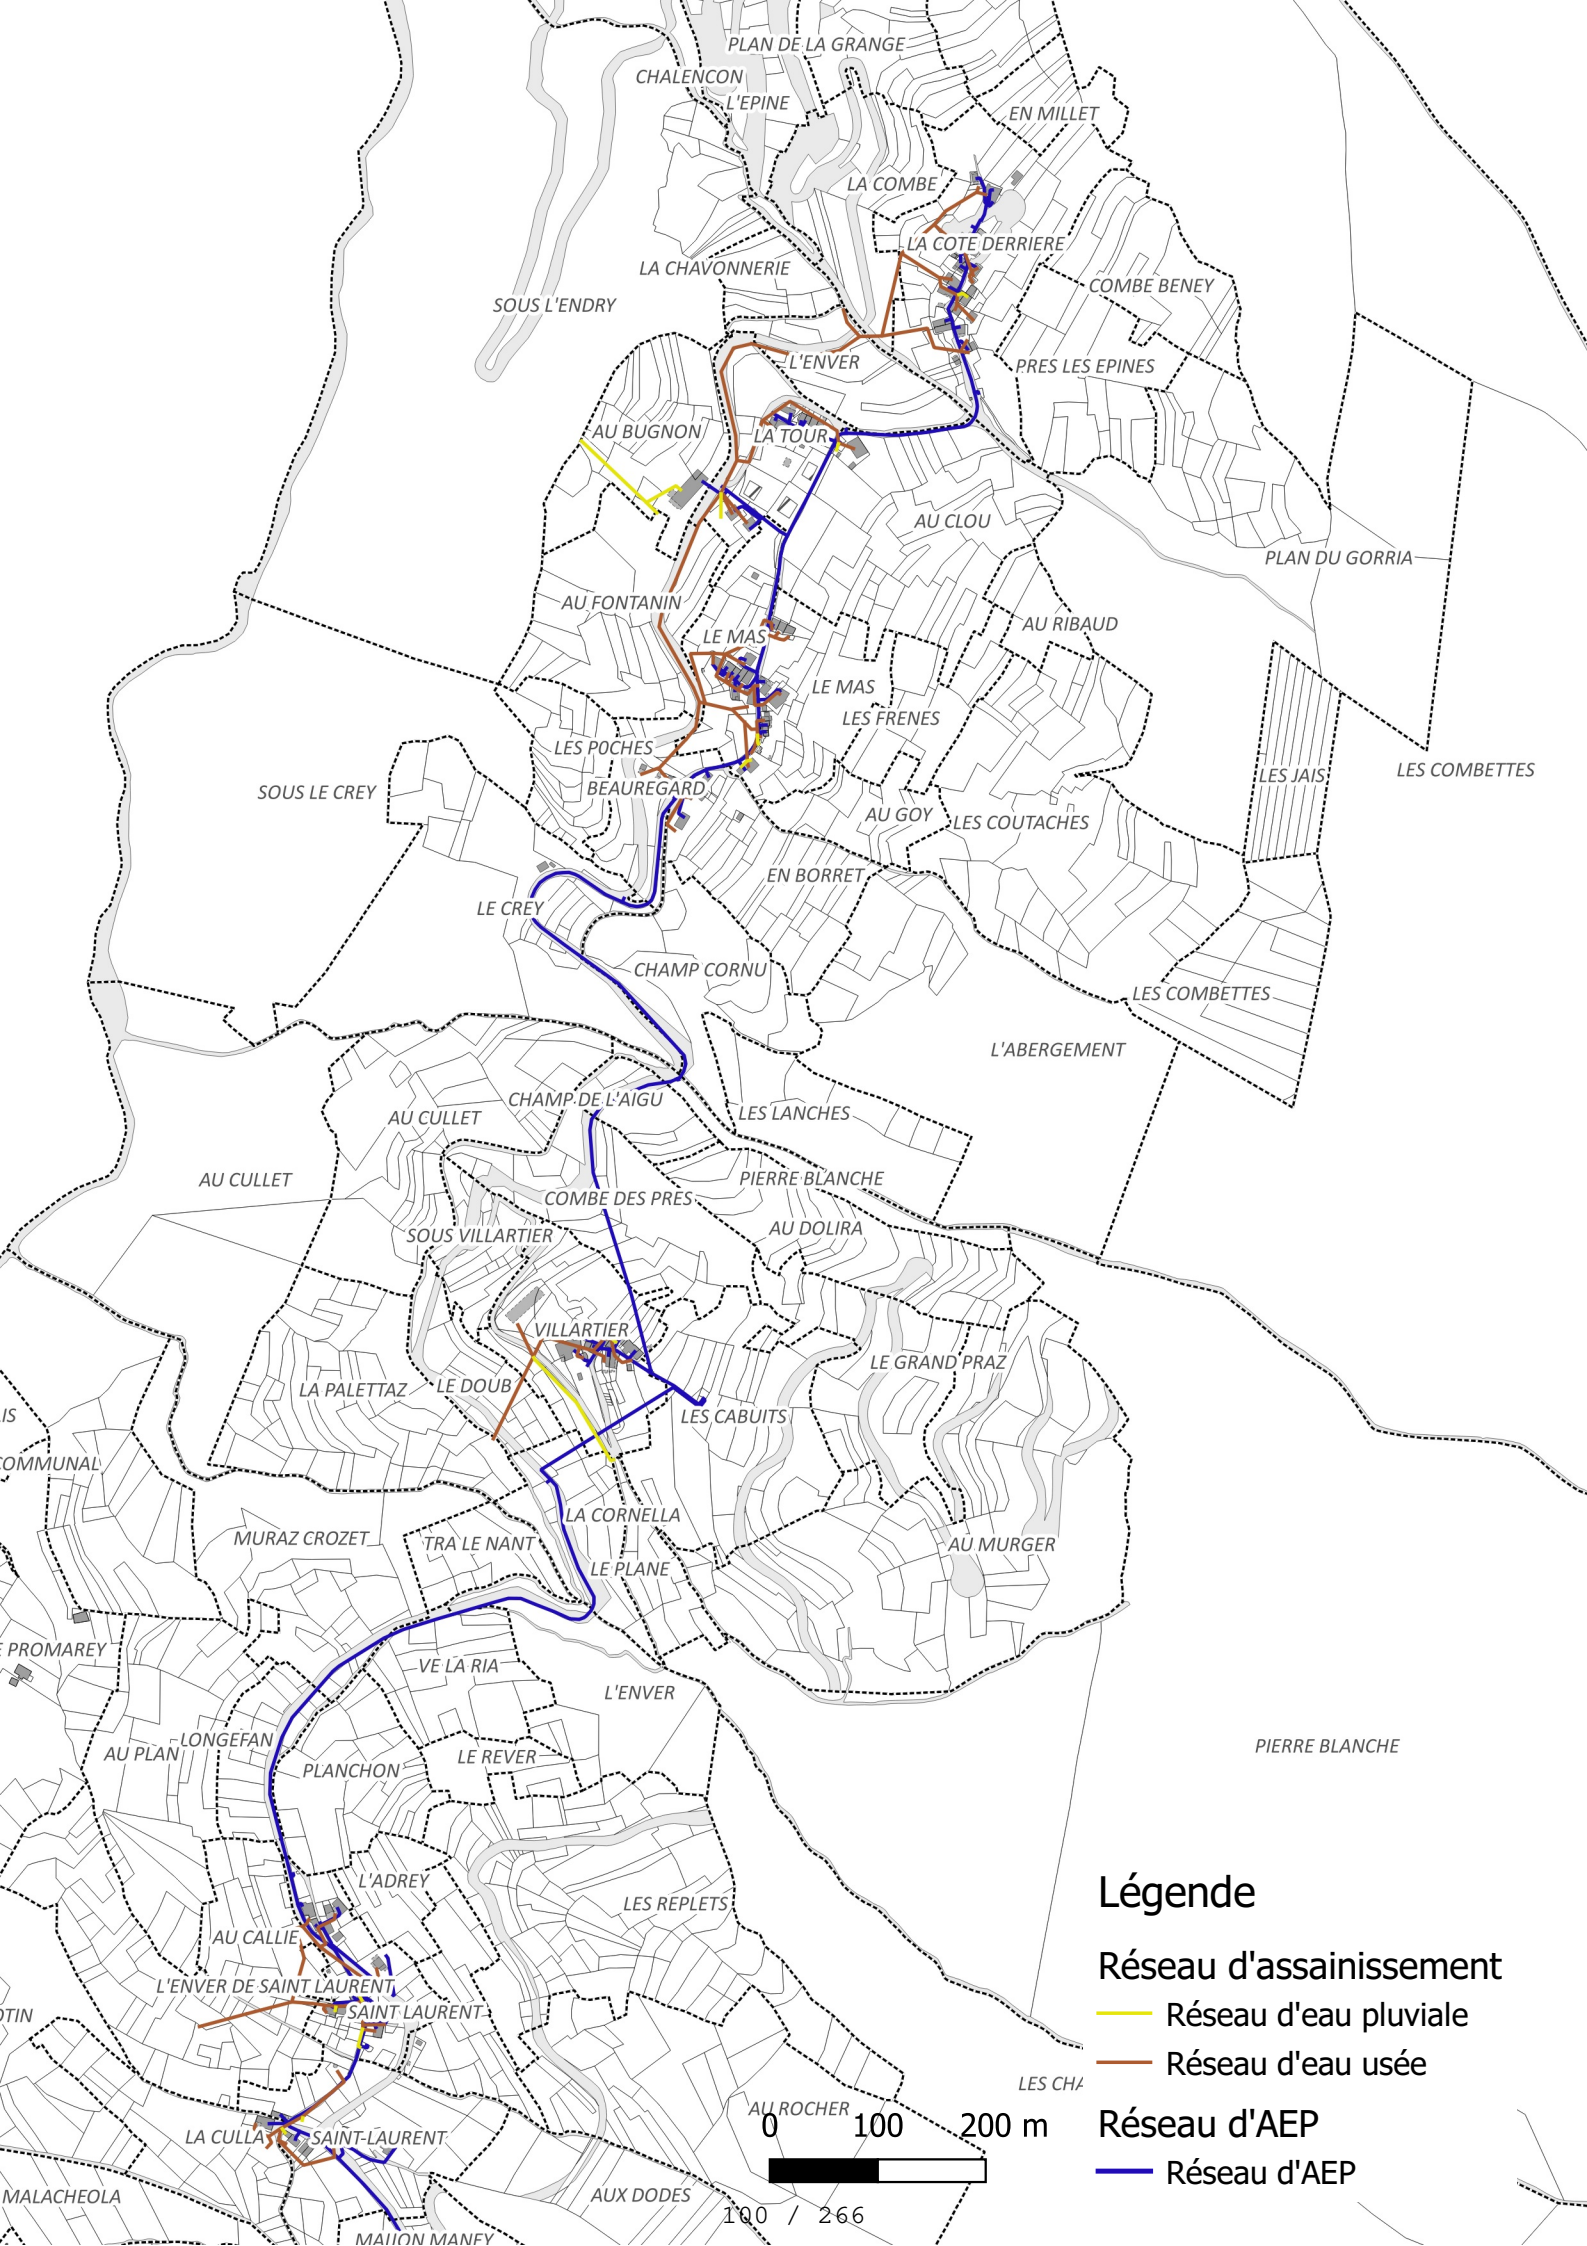 PLAN DE LA GRANGE
CHALENCON
L'EPINE
EN MILLET
LA COMBE
LA COTE DERRIERE
LA CHAVONNERIE
COMBE BENEY
SOUS L'ENDRY
L'ENVER
PRES LES EPINES
AU BUGNON
LA TOUR
AU CLOU
PLAN DU GORRIA
AU FONTANIN
AU RIBAUD
LE MAS
LE MAS
LES FRENES
LES POCHES
LES JAIS
LES COMBETTES
BEAUREGARD
SOUS LE CREY
AU GOY
LES COUTACHES
EN BORRET
LE CREY
CHAMP CORNU
LES COMBETTES
L'ABERGEMENT
CHAMP DE L'AIGU
LES LANCHES
AU CULLET
AU CULLET
PIERRE BLANCHE
COMBE DES PRES
AU DOLIRA
SOUS VILLARTIER
VILLARTIER
LE GRAND PRAZ
LA PALETTAZ
LE DOUB
LES CABUITS
IS
COMMUNAL
LA CORNELLA
MURAZ CROZET
TRA LE NANT
AU MURGER
LE PLANE
E PROMAREY
VE LA RIA
L'ENVER
LONGEFAN
AU PLAN
LE REVER
PIERRE BLANCHE
PLANCHON
L'ADREY
LES REPLETS
Légende
AU CALLIE
Réseau d'assainissement
L'ENVER DE SAINT LAURENT
SAINT LAURENT
OTIN
Réseau d'eau pluviale
Réseau d'eau usée
LES CHA
AU ROCHER
0 100 200 m
Réseau d'AEP
LA CULLA
SAINT-LAURENT
Réseau d'AEP
MALACHEOLA
AUX DODES
100 / 266
MAIJON MANEY